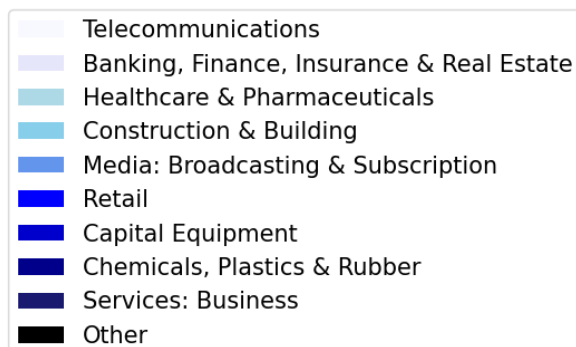 Telecommunications
Banking, Finance, Insurance & Real Estate
Healthcare & Pharmaceuticals
Construction & Building
Media: Broadcasting & Subscription
Retail
Capital Equipment
Chemicals, Plastics & Rubber
Services: Business
Other